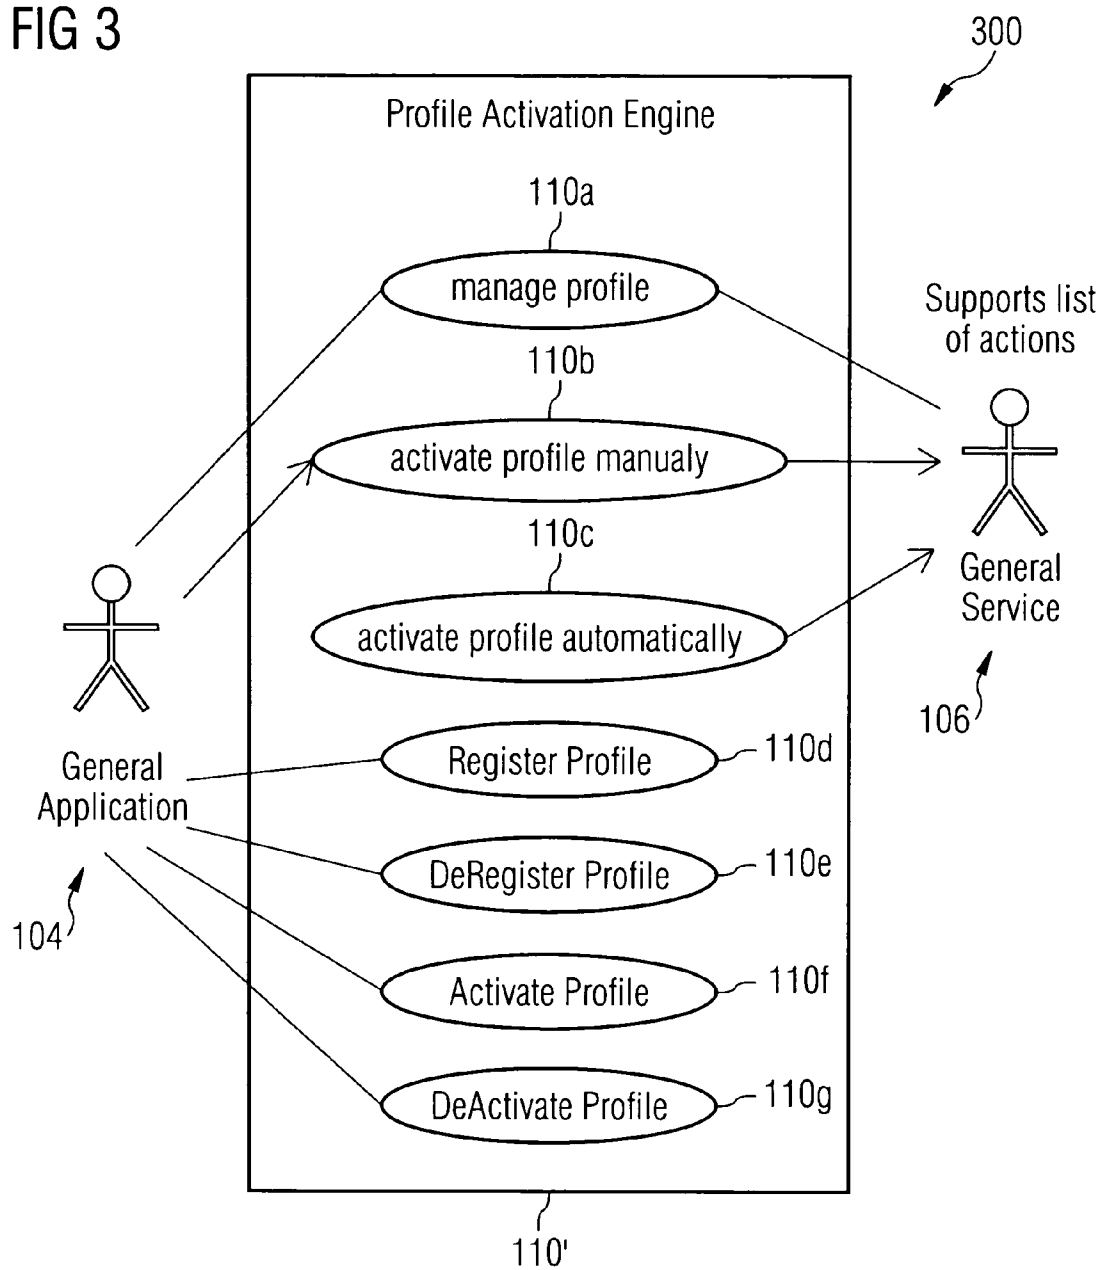 FIG 3
300
Profile Activation Engine
110a
manage profile
Supports list
of actions
110b
activate profile manualy
110c
General
Service
activate profile automatically
106
110d
Register Profile
General
Application
110e
DeRegister Profile
104
110f
Activate Profile
110g
DeActivate Profile
110'